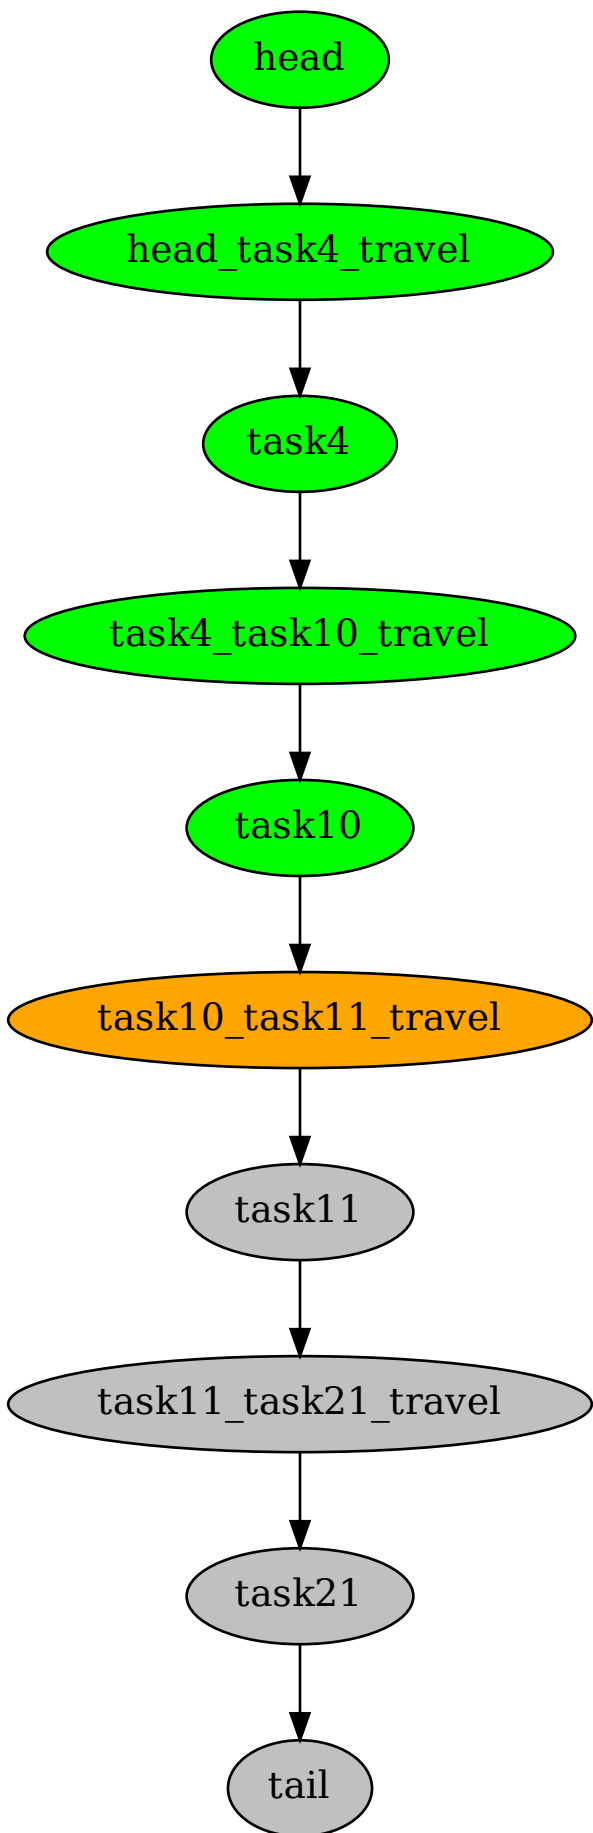 head
head_task4_travel
task4
task4_task10_travel
task10
task10_task11_travel
task11
task11_task21_travel
task21
tail